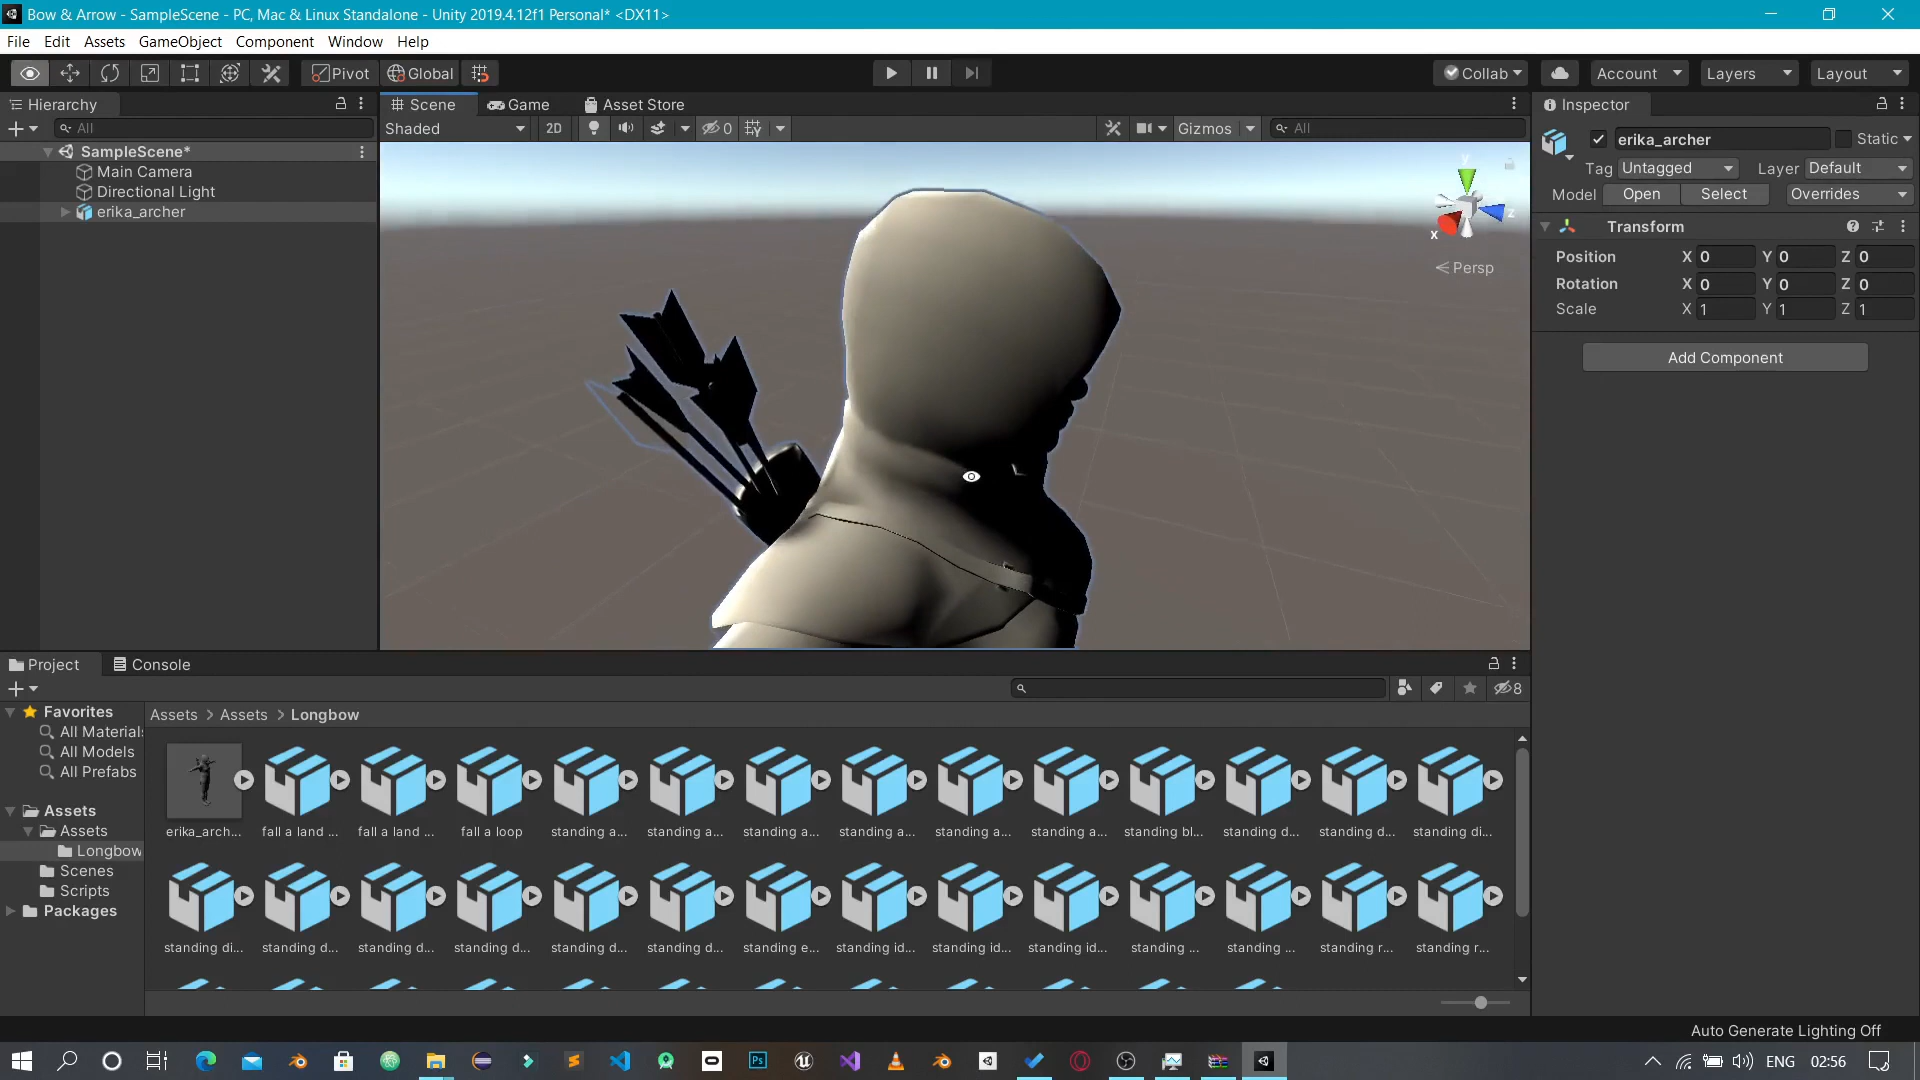 Bow & Arrow - SampleScene - PC, Mac & Linux Standalone - Unity 2019.4.12f1 Personal* <DX11>
File Edit Assets GameObject Component Window Help
Pivot Global Collab Account Layers Layout
Hierarchy
All
SampleScene*
Main Camera
Directional Light
erika_archer
Scene Game Asset Store
Shaded 2D 0 Gizmos All
y
x
z
Persp
Inspector
erika_archer Static
Tag Untagged Layer Default
Model Open Select Overrides
Transform
Position X 0 Y 0 Z 0
Rotation X 0 Y 0 Z 0
Scale X 1 Y 1 Z 1
Add Component
Project Console
8
Favorites
All Materials
All Models
All Prefabs
Assets
Assets
Longbow
Scenes
Scripts
Packages
Assets > Assets > Longbow
erika_arch... fall a land ... fall a land ... fall a loop standing a... standing a... standing a... standing a... standing a... standing a... standing bl... standing d... standing d... standing di...
standing di... standing d... standing d... standing d... standing d... standing d... standing e... standing id... standing id... standing id... standing ... standing ... standing r... standing r...
Auto Generate Lighting Off
Ps
ENG 02:56